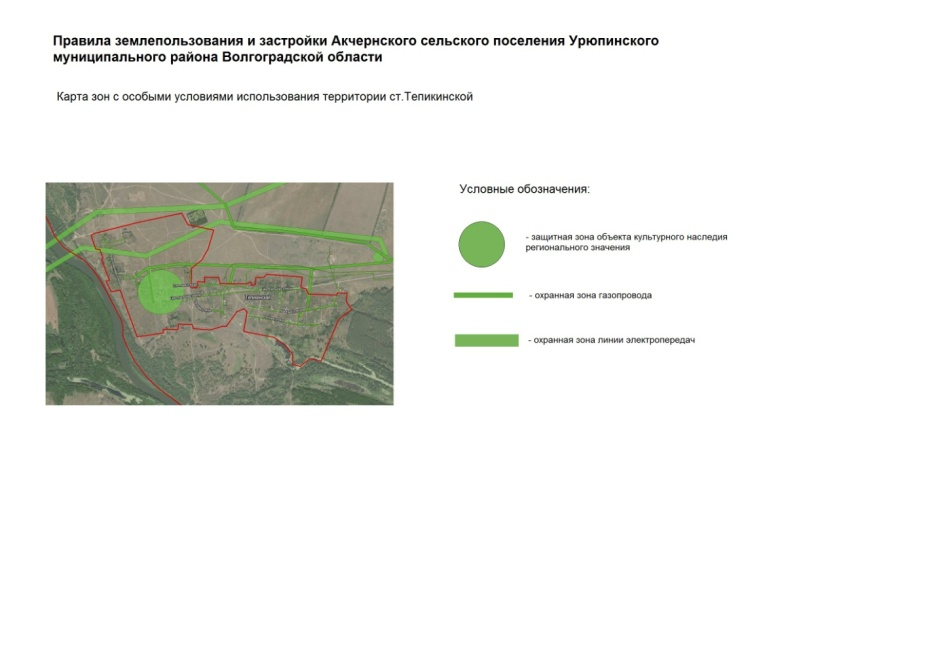 Правила землепользования и застройки Акчернского сельского поселения Урюпинского
муниципального района Волгоградской области
Карта зон с особыми условиями использования территории ст.Тепикинской
Условные обозначения:
- защитная зона объекта культурного наследия
регионального значения
- охранная зона газопровода
- охранная зона линии электропередач
Тепикинская